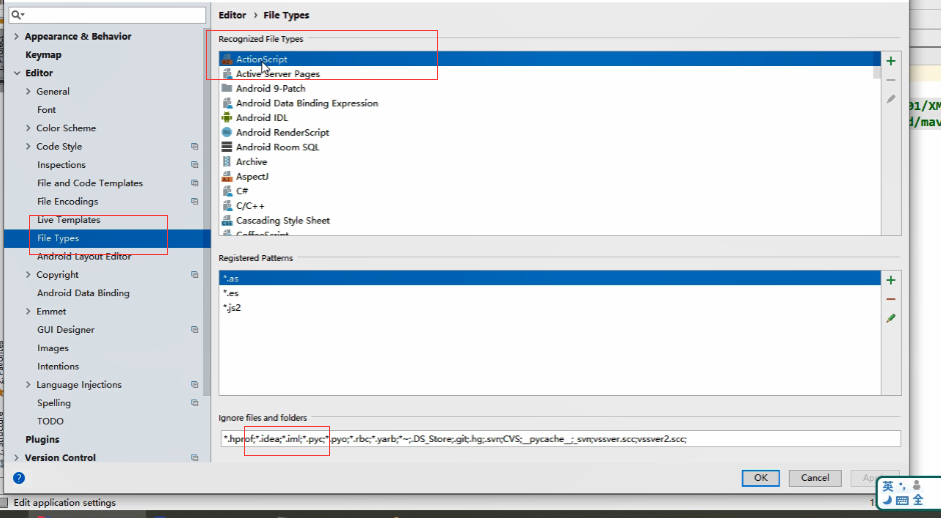 Editor › File Types
Appearance & Behavior
Keymap
Editor
General
Font
Color Scheme
Code Style
Inspections
File and Code Templates
File Encodings
Live Templates
File Types
Android Layout Editor
Copyright
Android Data Binding
Emmet
GUI Designer
Images
Intentions
Language Injections
Spelling
TODO
Plugins
Version Control
Recognized File Types
ActionScript
Active Server Pages
Android 9-Patch
Android Data Binding Expression
Android IDL
Android RenderScript
Android Room SQL
Archive
AspectJ
C#
C/C++
Cascading Style Sheet
CoffeeScript
Registered Patterns
*.as
*.es
*.js2
Ignore files and folders
*.hprof;*.idea;*.iml;*.pyc;*.pyo;*.rbc;*.yarb;*~;.DS_Store;.git;.hg;.svn;CVS;__pycache__;_svn;vssver.scc;vssver2.scc;
OK
Cancel
?
Edit application settings
01/XM
d/mav
英
全